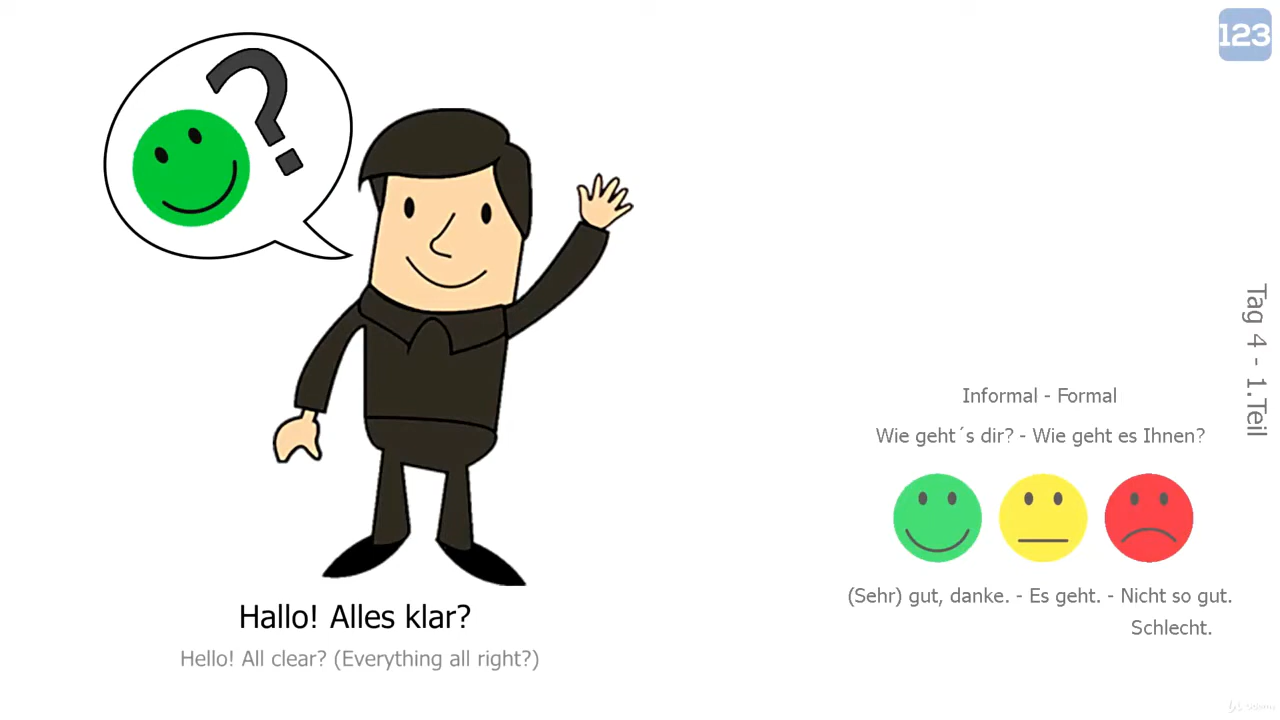 123
?
Hallo! Alles klar?
Hello! All clear? (Everything all right?)
Informal - Formal
Wie geht´s dir? - Wie geht es Ihnen?
(Sehr) gut, danke. - Es geht. - Nicht so gut.
Schlecht.
Tag 4 - 1.Teil